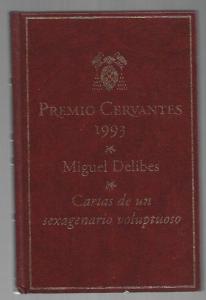 PREMIO CERVANTES
1993
Miguel Delibes
Cartas de un
sexagenario voluptuoso